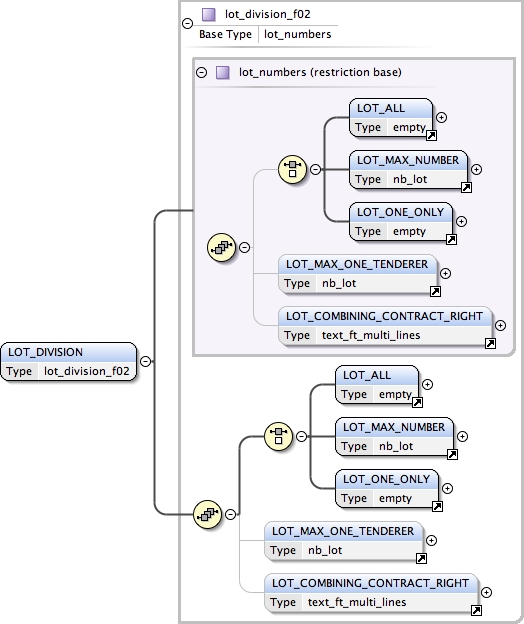 lot_division_f02
Base Type lot_numbers
lot_numbers (restriction base)
LOT_ALL
Type empty
LOT_MAX_NUMBER
Type nb_lot
LOT_ONE_ONLY
Type empty
LOT_MAX_ONE_TENDERER
Type nb_lot
LOT_COMBINING_CONTRACT_RIGHT
Type text_ft_multi_lines
LOT_DIVISION
Type lot_division_f02
LOT_ALL
Type empty
LOT_MAX_NUMBER
Type nb_lot
LOT_ONE_ONLY
Type empty
LOT_MAX_ONE_TENDERER
Type nb_lot
LOT_COMBINING_CONTRACT_RIGHT
Type text_ft_multi_lines